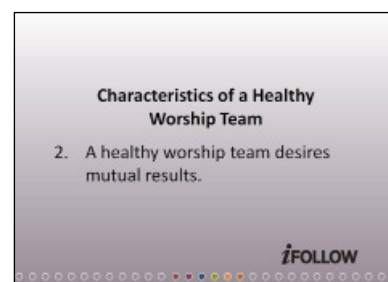 Characteristics of a Healthy
Worship Team
2. A healthy worship team desires
mutual results.
iFOLLOW